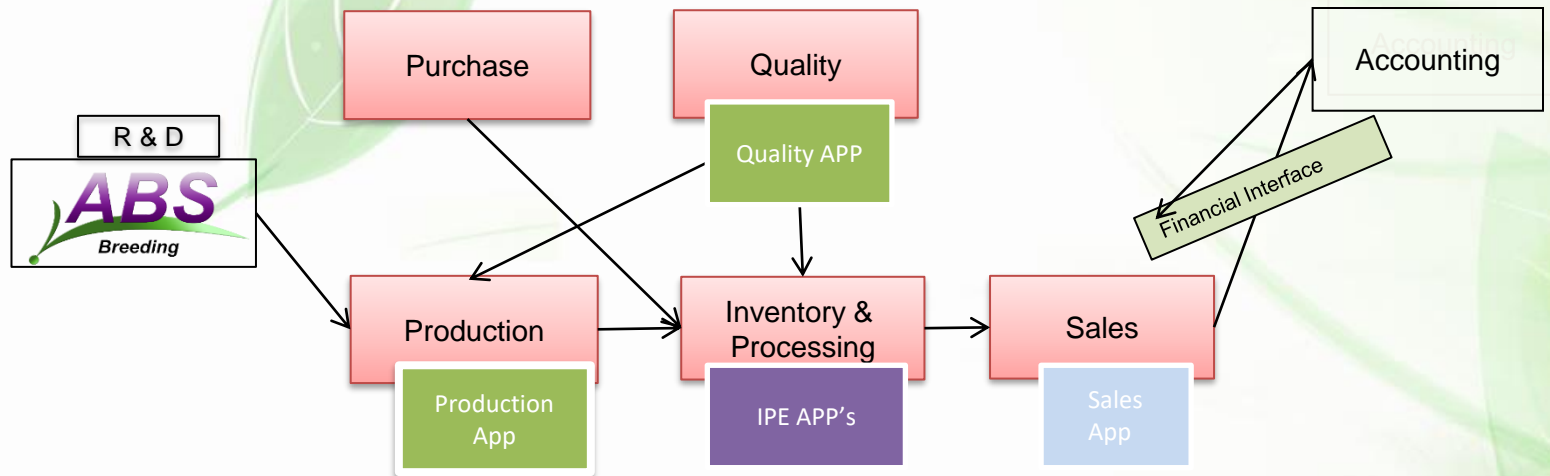 Purchase
Quality
Accounting
Accounting
Quality APP
R & D
ABS
Breeding
Financial Interface
Production
Inventory &
Processing
Sales
Production
App
IPE APP's
Sales
App